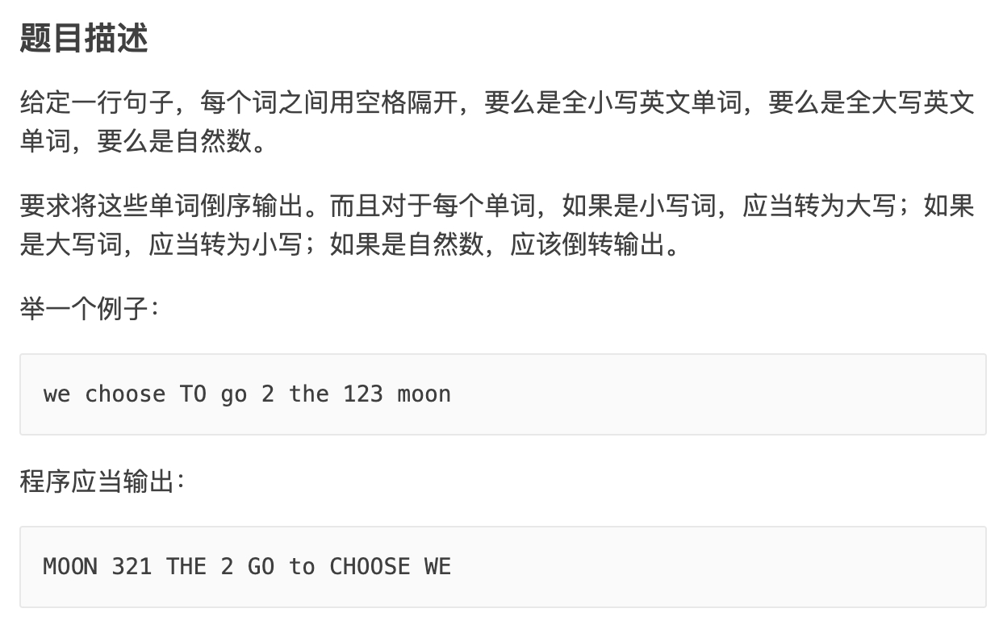 题目描述
给定一行句子，每个词之间用空格隔开，要么是全小写英文单词，要么是全大写英文
单词，要么是自然数。
要求将这些单词倒序输出。而且对于每个单词，如果是小写词，应当转为大写；如果
是大写词，应当转为小写；如果是自然数，应该倒转输出。
举一个例子：
we choose TO go 2 the 123 moon
程序应当输出：
MOON 321 THE 2 GO to CHOOSE WE